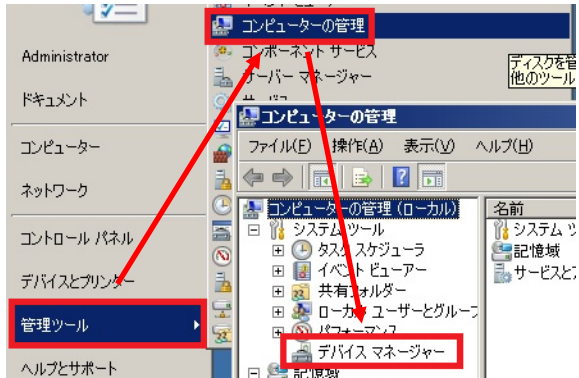 Administrator
ドキュメント
コンピューター
ネットワーク
コントロール パネル
デバイスとプリンター
管理ツール
ヘルプとサポート
コンピューターの管理
コンポーネント サービス
サーバー マネージャー
ディスクを管
他のツール
コンピューターの管理
ファイル(F) 操作(A) 表示(V) ヘルプ(H)
コンピューターの管理 (ローカル)
システム ツール
タスク スケジューラ
イベント ビューアー
共有フォルダー
ローカル ユーザーとグループ
パフォーマンス
デバイス マネージャー
記憶域
名前
システム ツ
記憶域
サービスと